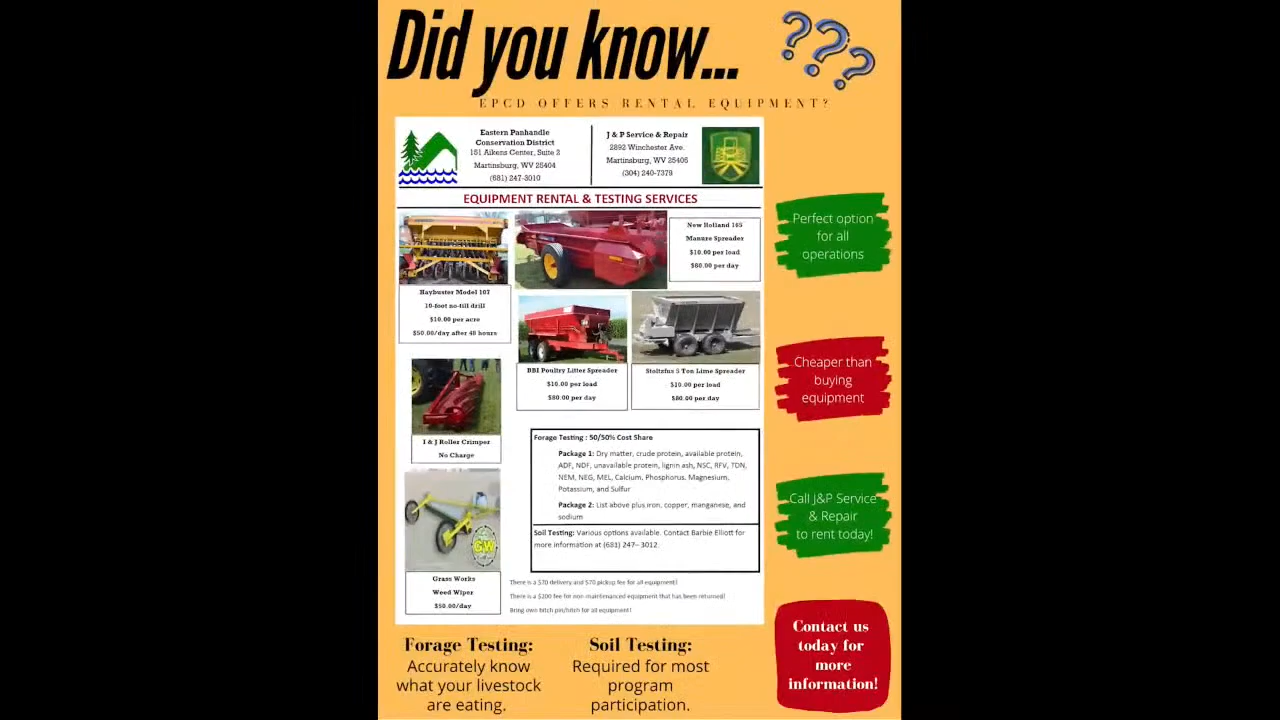 Did you know...
EPCD OFFERS RENTAL EQUIPMENT?
Eastern Panhandle
Conservation District
151 Aikens Center, Suite 2
Martinsburg, WV 25404
(681) 247-3010
J & P Service & Repair
2892 Winchester Ave.
Martinsburg, WV 25405
(304) 240-7379
EQUIPMENT RENTAL & TESTING SERVICES
Haybuster Model 107
10-foot no-till drill
$10.00 per acre
$50.00/day after 48 hours
New Holland 165
Manure Spreader
$10.00 per load
$80.00 per day
BBI Poultry Litter Spreader
$10.00 per load
$80.00 per day
Stoltzfus 5 Ton Lime Spreader
$10.00 per load
$80.00 per day
I & J Roller Crimper
No Charge
GW
Grass Works
Weed Wiper
$50.00/day
Forage Testing : 50/50% Cost Share
Package 1: Dry matter, crude protein, available protein,
ADF, NDF, unavailable protein, lignin ash, NSC, RFV, TDN,
NEM, NEG, MEL, Calcium, Phosphorus, Magnesium,
Potassium, and Sulfur
Package 2: List above plus iron, copper, manganese, and
sodium
Soil Testing: Various options available. Contact Barbie Elliott for
more information at (681) 247– 3012.
There is a $70 delivery and $70 pickup fee for all equipment!
There is a $200 fee for non-maintenanced equipment that has been returned!
Bring own hitch pin/hitch for all equipment!
Perfect option
for all
operations
Cheaper than
buying
equipment
Call J&P Service
& Repair
to rent today!
Contact us
today for
more
information!
Forage Testing:
Accurately know
what your livestock
are eating.
Soil Testing:
Required for most
program
participation.
???